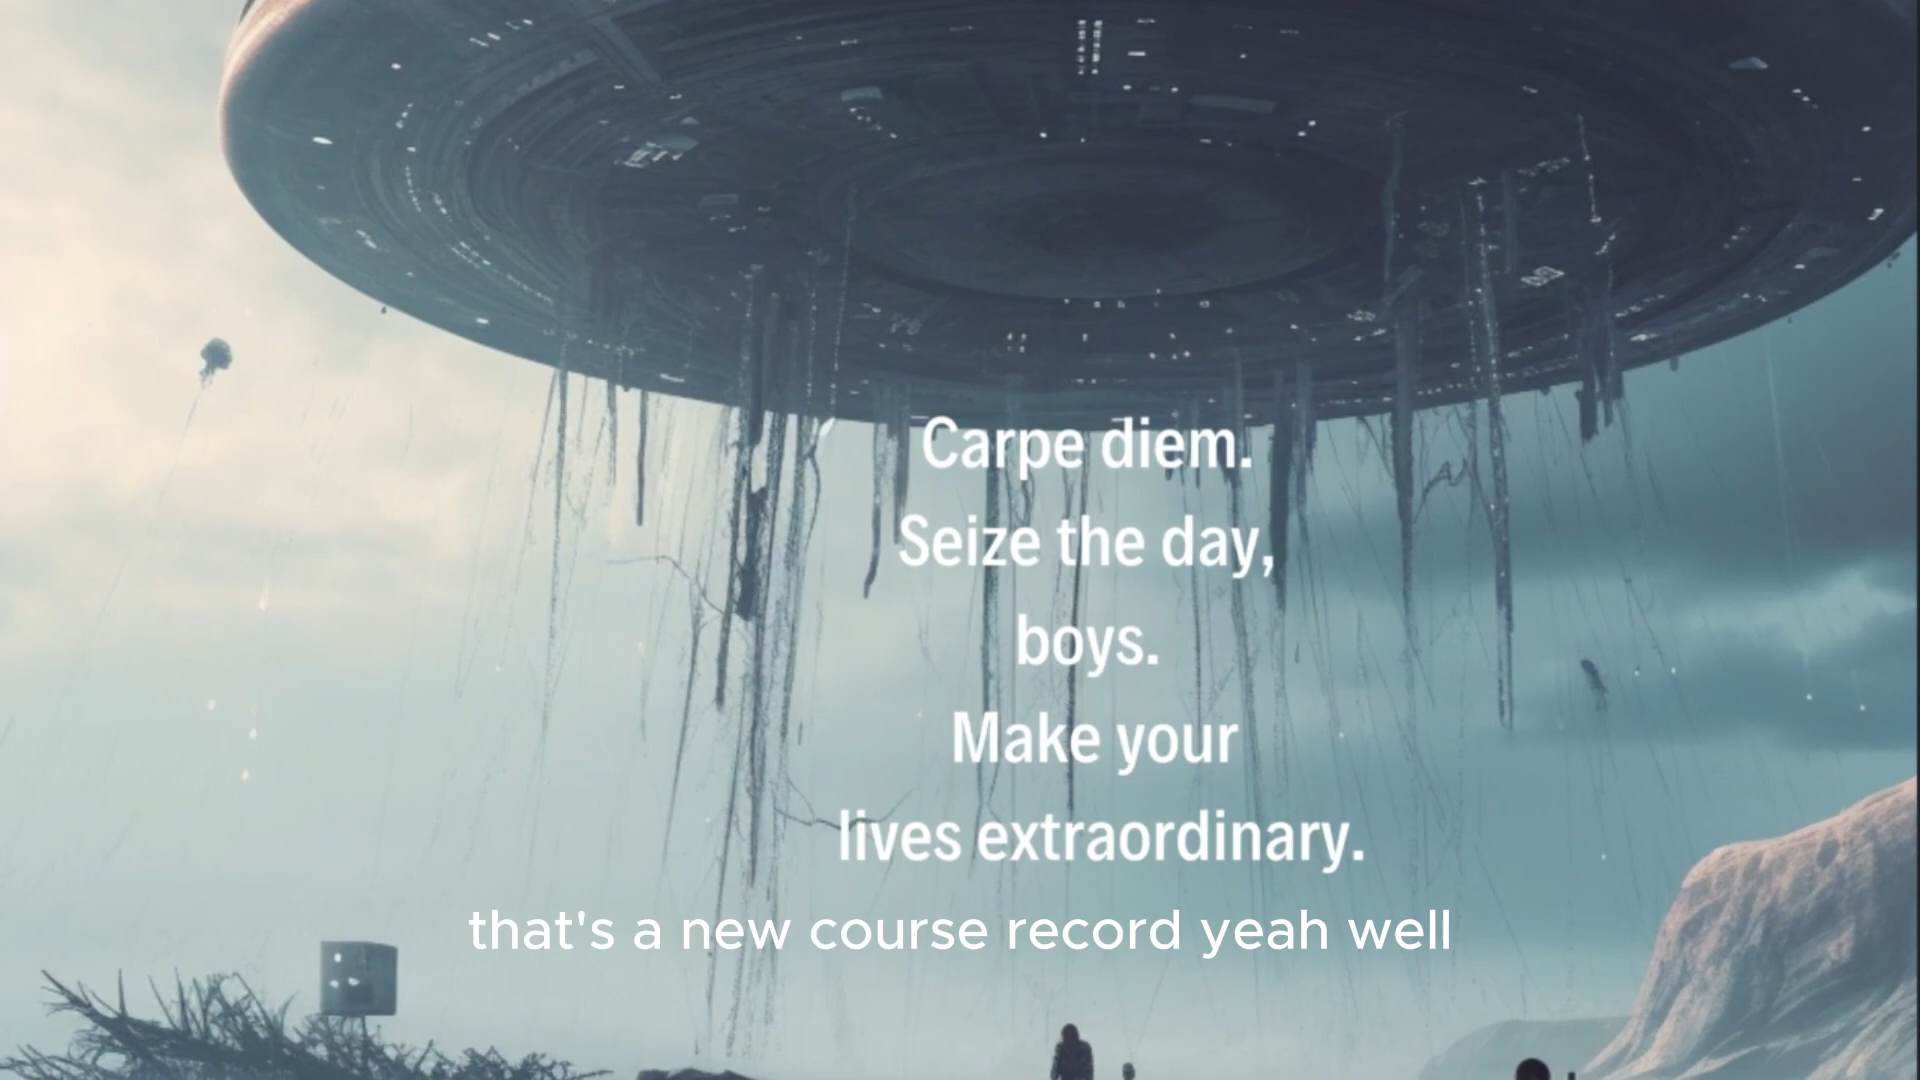 Carpe diem.
Seize the day,
boys.
Make your
lives extraordinary.
that's a new course record yeah well